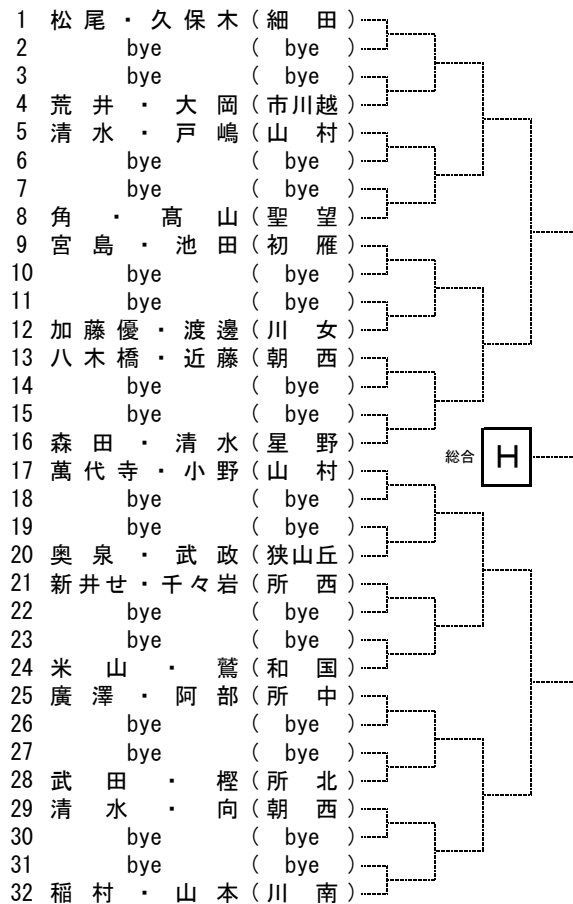 1 松尾・久保木(細田)
2 bye (bye)
3 bye (bye)
4 荒井・大岡(市川越)
5 清水・戸嶋(山村)
6 bye (bye)
7 bye (bye)
8 角・髙山(聖望)
9 宮島・池田(初雁)
10 bye (bye)
11 bye (bye)
12 加藤優・渡邊(川女)
13 八木橋・近藤(朝西)
14 bye (bye)
15 bye (bye)
16 森田・清水(星野)
総合 H
17 萬代寺・小野(山村)
18 bye (bye)
19 bye (bye)
20 奥泉・武政(狭山丘)
21 新井せ・千々岩(所西)
22 bye (bye)
23 bye (bye)
24 米山・鷲(和国)
25 廣澤・阿部(所中)
26 bye (bye)
27 bye (bye)
28 武田・樫(所北)
29 清水・向(朝西)
30 bye (bye)
31 bye (bye)
32 稲村・山本(川南)